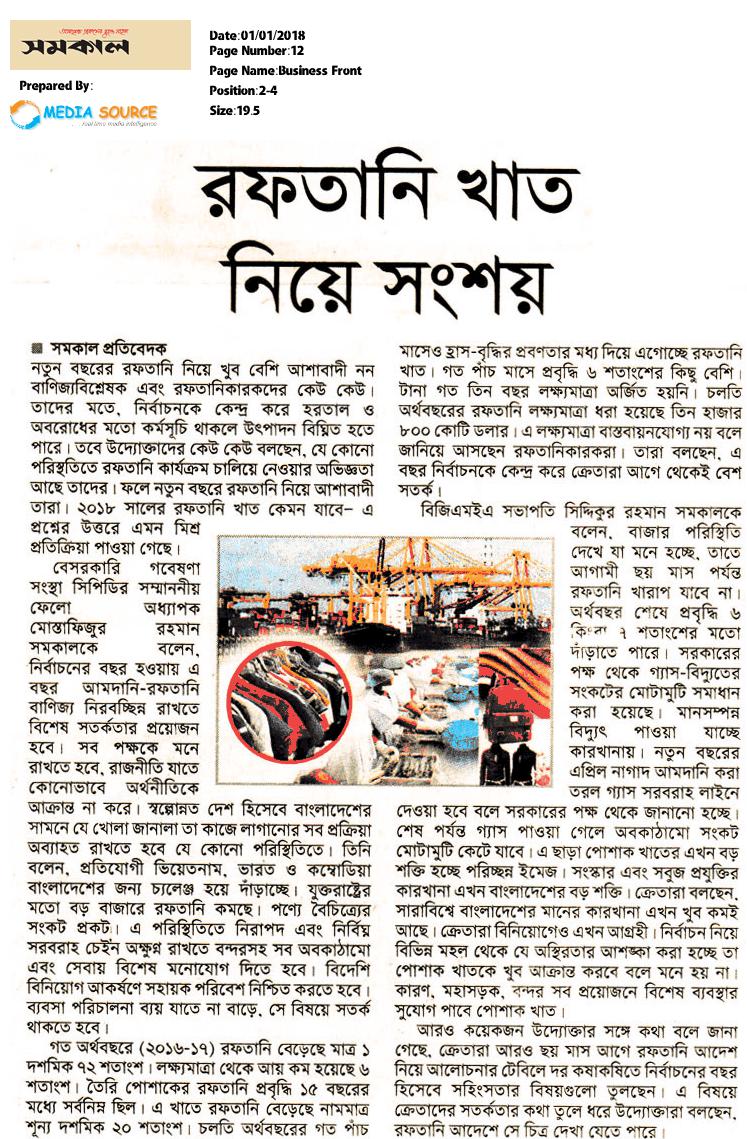 অসংকোচ প্রকাশের দুরন্ত সাহস
সমকাল
Prepared By:
MEDIA SOURCE
real time media intelligence
Date:01/01/2018
Page Number:12
Page Name:Business Front
Position:2-4
Size:19.5
রফতানি খাত
নিয়ে সংশয়
■ সমকাল প্রতিবেদক
নতুন বছরের রফতানি নিয়ে খুব বেশি আশাবাদী নন
বাণিজ্যবিশ্লেষক এবং রফতানিকারকদের কেউ কেউ।
তাদের মতে, নির্বাচনকে কেন্দ্র করে হরতাল ও
অবরোধের মতো কর্মসূচি থাকলে উৎপাদন বিঘ্নিত হতে
পারে। তবে উদ্যোক্তাদের কেউ কেউ বলছেন, যে কোনো
পরিস্থিতিতে রফতানি কার্যক্রম চালিয়ে নেওয়ার অভিজ্ঞতা
আছে তাদের। ফলে নতুন বছরে রফতানি নিয়ে আশাবাদী
তারা। ২০১৮ সালের রফতানি খাত কেমন যাবে– এ
প্রশ্নের উত্তরে এমন মিশ্র
প্রতিক্রিয়া পাওয়া গেছে।
বেসরকারি গবেষণা
সংস্থা সিপিডির সম্মাননীয়
ফেলো অধ্যাপক
মোস্তাফিজুর রহমান
সমকালকে বলেন,
নির্বাচনের বছর হওয়ায় এ
বছর আমদানি-রফতানি
বাণিজ্য নিরবচ্ছিন্ন রাখতে
বিশেষ সতর্কতার প্রয়োজন
হবে। সব পক্ষকে মনে
রাখতে হবে, রাজনীতি যাতে
কোনোভাবে অর্থনীতিকে
আক্রান্ত না করে। স্বল্পোন্নত দেশ হিসেবে বাংলাদেশের
সামনে যে খোলা জানালা তা কাজে লাগানোর সব প্রক্রিয়া
অব্যাহত রাখতে হবে যে কোনো পরিস্থিতিতে। তিনি
বলেন, প্রতিযোগী ভিয়েতনাম, ভারত ও কম্বোডিয়া
বাংলাদেশের জন্য চ্যলেঞ্জ হয়ে দাঁড়াচ্ছে। যুক্তরাষ্ট্রের
মতো বড় বাজারে রফতানি কমছে। পণ্যে বৈচিত্র্যের
সংকট প্রকট। এ পরিস্থিতিতে নিরাপদ এবং নির্বিঘ্ন
সরবরাহ চেইন অক্ষুণ্ন রাখতে বন্দরসহ সব অবকাঠামো
এবং সেবায় বিশেষ মনোযোগ দিতে হবে। বিদেশি
বিনিয়োগ আকর্ষণে সহায়ক পরিবেশ নিশ্চিত করতে হবে।
ব্যবসা পরিচালনা ব্যয় যাতে না বাড়ে, সে বিষয়ে সতর্ক
থাকতে হবে।
গত অর্থবছরে (২০১৬-১৭) রফতানি বেড়েছে মাত্র ১
দশমিক ৭২ শতাংশ। লক্ষ্যমাত্রা থেকে আয় কম হয়েছে ৬
শতাংশ। তৈরি পোশাকের রফতানি প্রবৃদ্ধি ১৫ বছরের
মধ্যে সর্বনিম্ন ছিল। এ খাতে রফতানি বেড়েছে নামমাত্র
শূন্য দশমিক ২০ শতাংশ। চলতি অর্থবছরের গত পাঁচ
মাসেও হ্রাস-বৃদ্ধির প্রবণতার মধ্য দিয়ে এগোচ্ছে রফতানি
খাত। গত পাঁচ মাসে প্রবৃদ্ধি ৬ শতাংশের কিছু বেশি।
টানা গত তিন বছর লক্ষ্যমাত্রা অর্জিত হয়নি। চলতি
অর্থবছরের রফতানি লক্ষ্যমাত্রা ধরা হয়েছে তিন হাজার
৮০০ কোটি ডলার। এ লক্ষ্যমাত্রা বাস্তবায়নযোগ্য নয় বলে
জানিয়ে আসছেন রফতানিকারকরা। তারা বলছেন, এ
বছর নির্বাচনকে কেন্দ্র করে ক্রেতারা আগে থেকেই বেশ
সতর্ক।
বিজিএমইএ সভাপতি সিদ্দিকুর রহমান সমকালকে
বলেন, বাজার পরিস্থিতি
দেখে যা মনে হচ্ছে, তাতে
আগামী ছয় মাস পর্যন্ত
রফতানি খারাপ যাবে না।
অর্থবছর শেষে প্রবৃদ্ধি ৬
কিংবা ৭ শতাংশের মতো
দাঁড়াতে পারে। সরকারের
পক্ষ থেকে গ্যাস-বিদ্যুতের
সংকটের মোটামুটি সমাধান
করা হয়েছে। মানসম্পন্ন
বিদ্যুৎ পাওয়া যাচ্ছে
কারখানায়। নতুন বছরের
এপ্রিল নাগাদ আমদানি করা
তরল গ্যাস সরবরাহ লাইনে
দেওয়া হবে বলে সরকারের পক্ষ থেকে জানানো হচ্ছে।
শেষ পর্যন্ত গ্যাস পাওয়া গেলে অবকাঠামো সংকট
মোটামুটি কেটে যাবে। এ ছাড়া পোশাক খাতের এখন বড়
শক্তি হচ্ছে পরিচ্ছন্ন ইমেজ। সংস্কার এবং সবুজ প্রযুক্তির
কারখানা এখন বাংলাদেশের বড় শক্তি। ক্রেতারা বলছেন,
সারাবিশ্বে বাংলাদেশের মানের কারখানা এখন খুব কমই
আছে। ক্রেতারা বিনিয়োগেও এখন আগ্রহী। নির্বাচন নিয়ে
বিভিন্ন মহল থেকে যে অস্থিরতার আশঙ্কা করা হচ্ছে তা
পোশাক খাতকে খুব আক্রান্ত করবে বলে মনে হয় না।
কারণ, মহাসড়ক, বন্দর সব প্রয়োজনে বিশেষ ব্যবস্থার
সুযোগ পাবে পোশাক খাত।
আরও কয়েকজন উদ্যোক্তার সঙ্গে কথা বলে জানা
গেছে, ক্রেতারা আরও ছয় মাস আগে রফতানি আদেশ
নিয়ে আলোচনার টেবিলে দর কষাকষিতে নির্বাচনের বছর
হিসেবে সহিংসতার বিষয়গুলো তুলছেন। এ বিষয়ে
ক্রেতাদের সতর্কতার কথা তুলে ধরে উদ্যোক্তারা বলছেন,
রফতানি আদেশে সে চিত্র দেখা যেতে পারে।